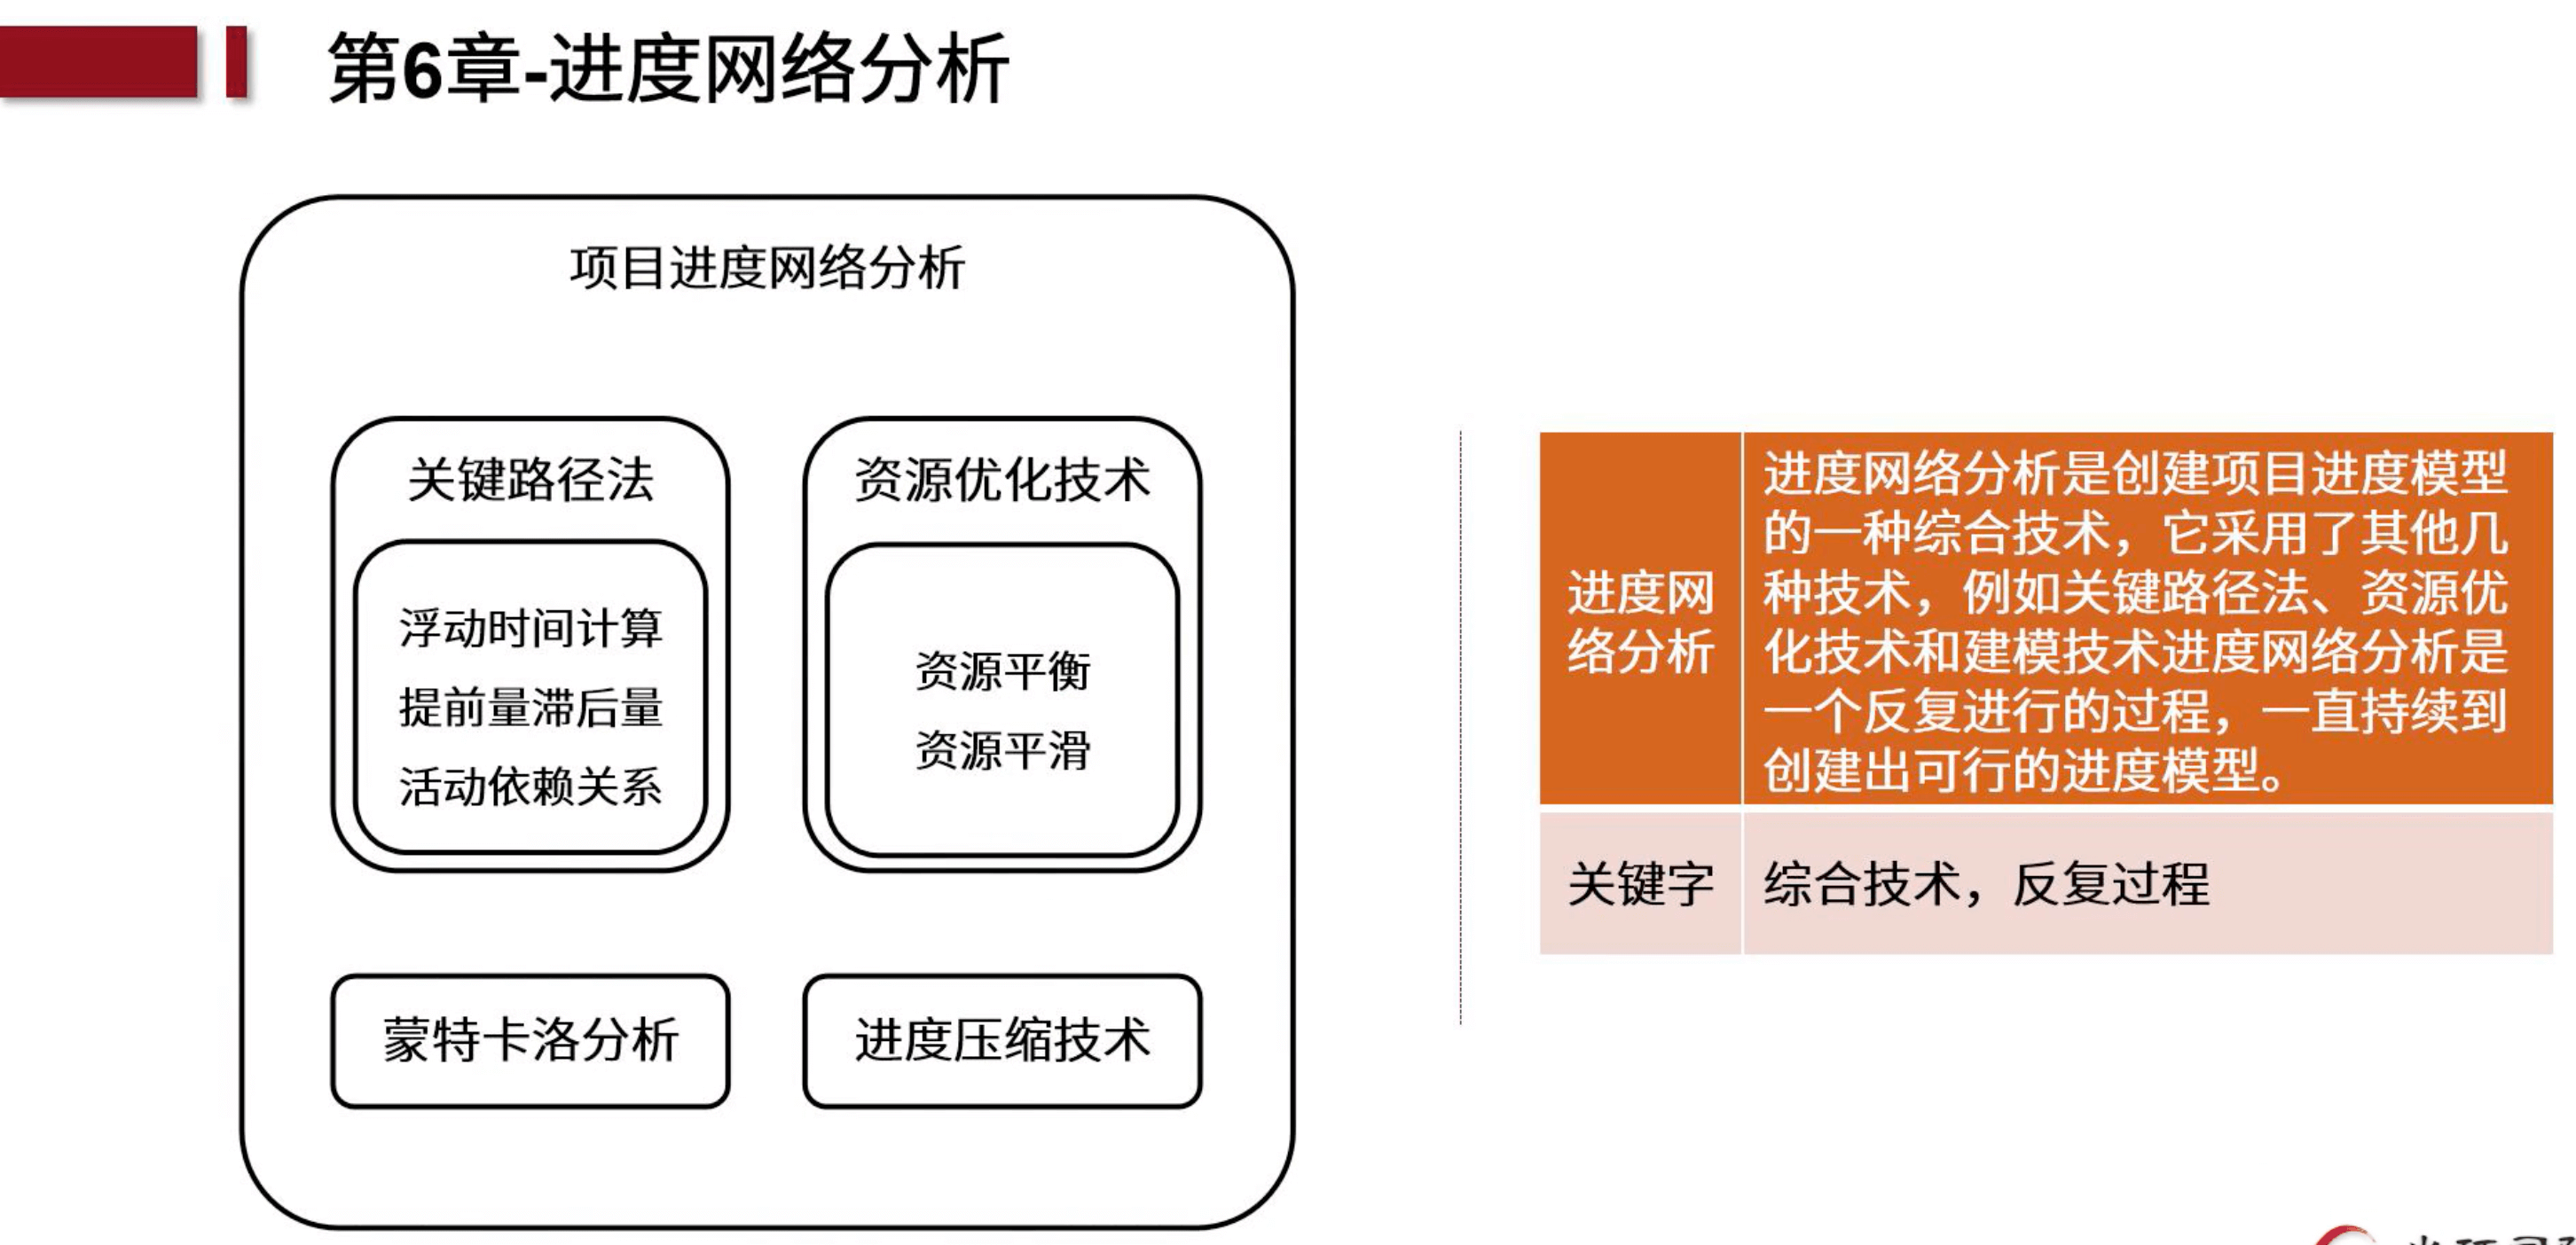 第6章-进度网络分析
项目进度网络分析
关键路径法
浮动时间计算
提前量滞后量
活动依赖关系
资源优化技术
资源平衡
资源平滑
蒙特卡洛分析
进度压缩技术
进度网
络分析
进度网络分析是创建项目进度模型
的一种综合技术，它采用了其他几
种技术，例如关键路径法、资源优
化技术和建模技术进度网络分析是
一个反复进行的过程，一直持续到
创建出可行的进度模型。
关键字
综合技术，反复过程